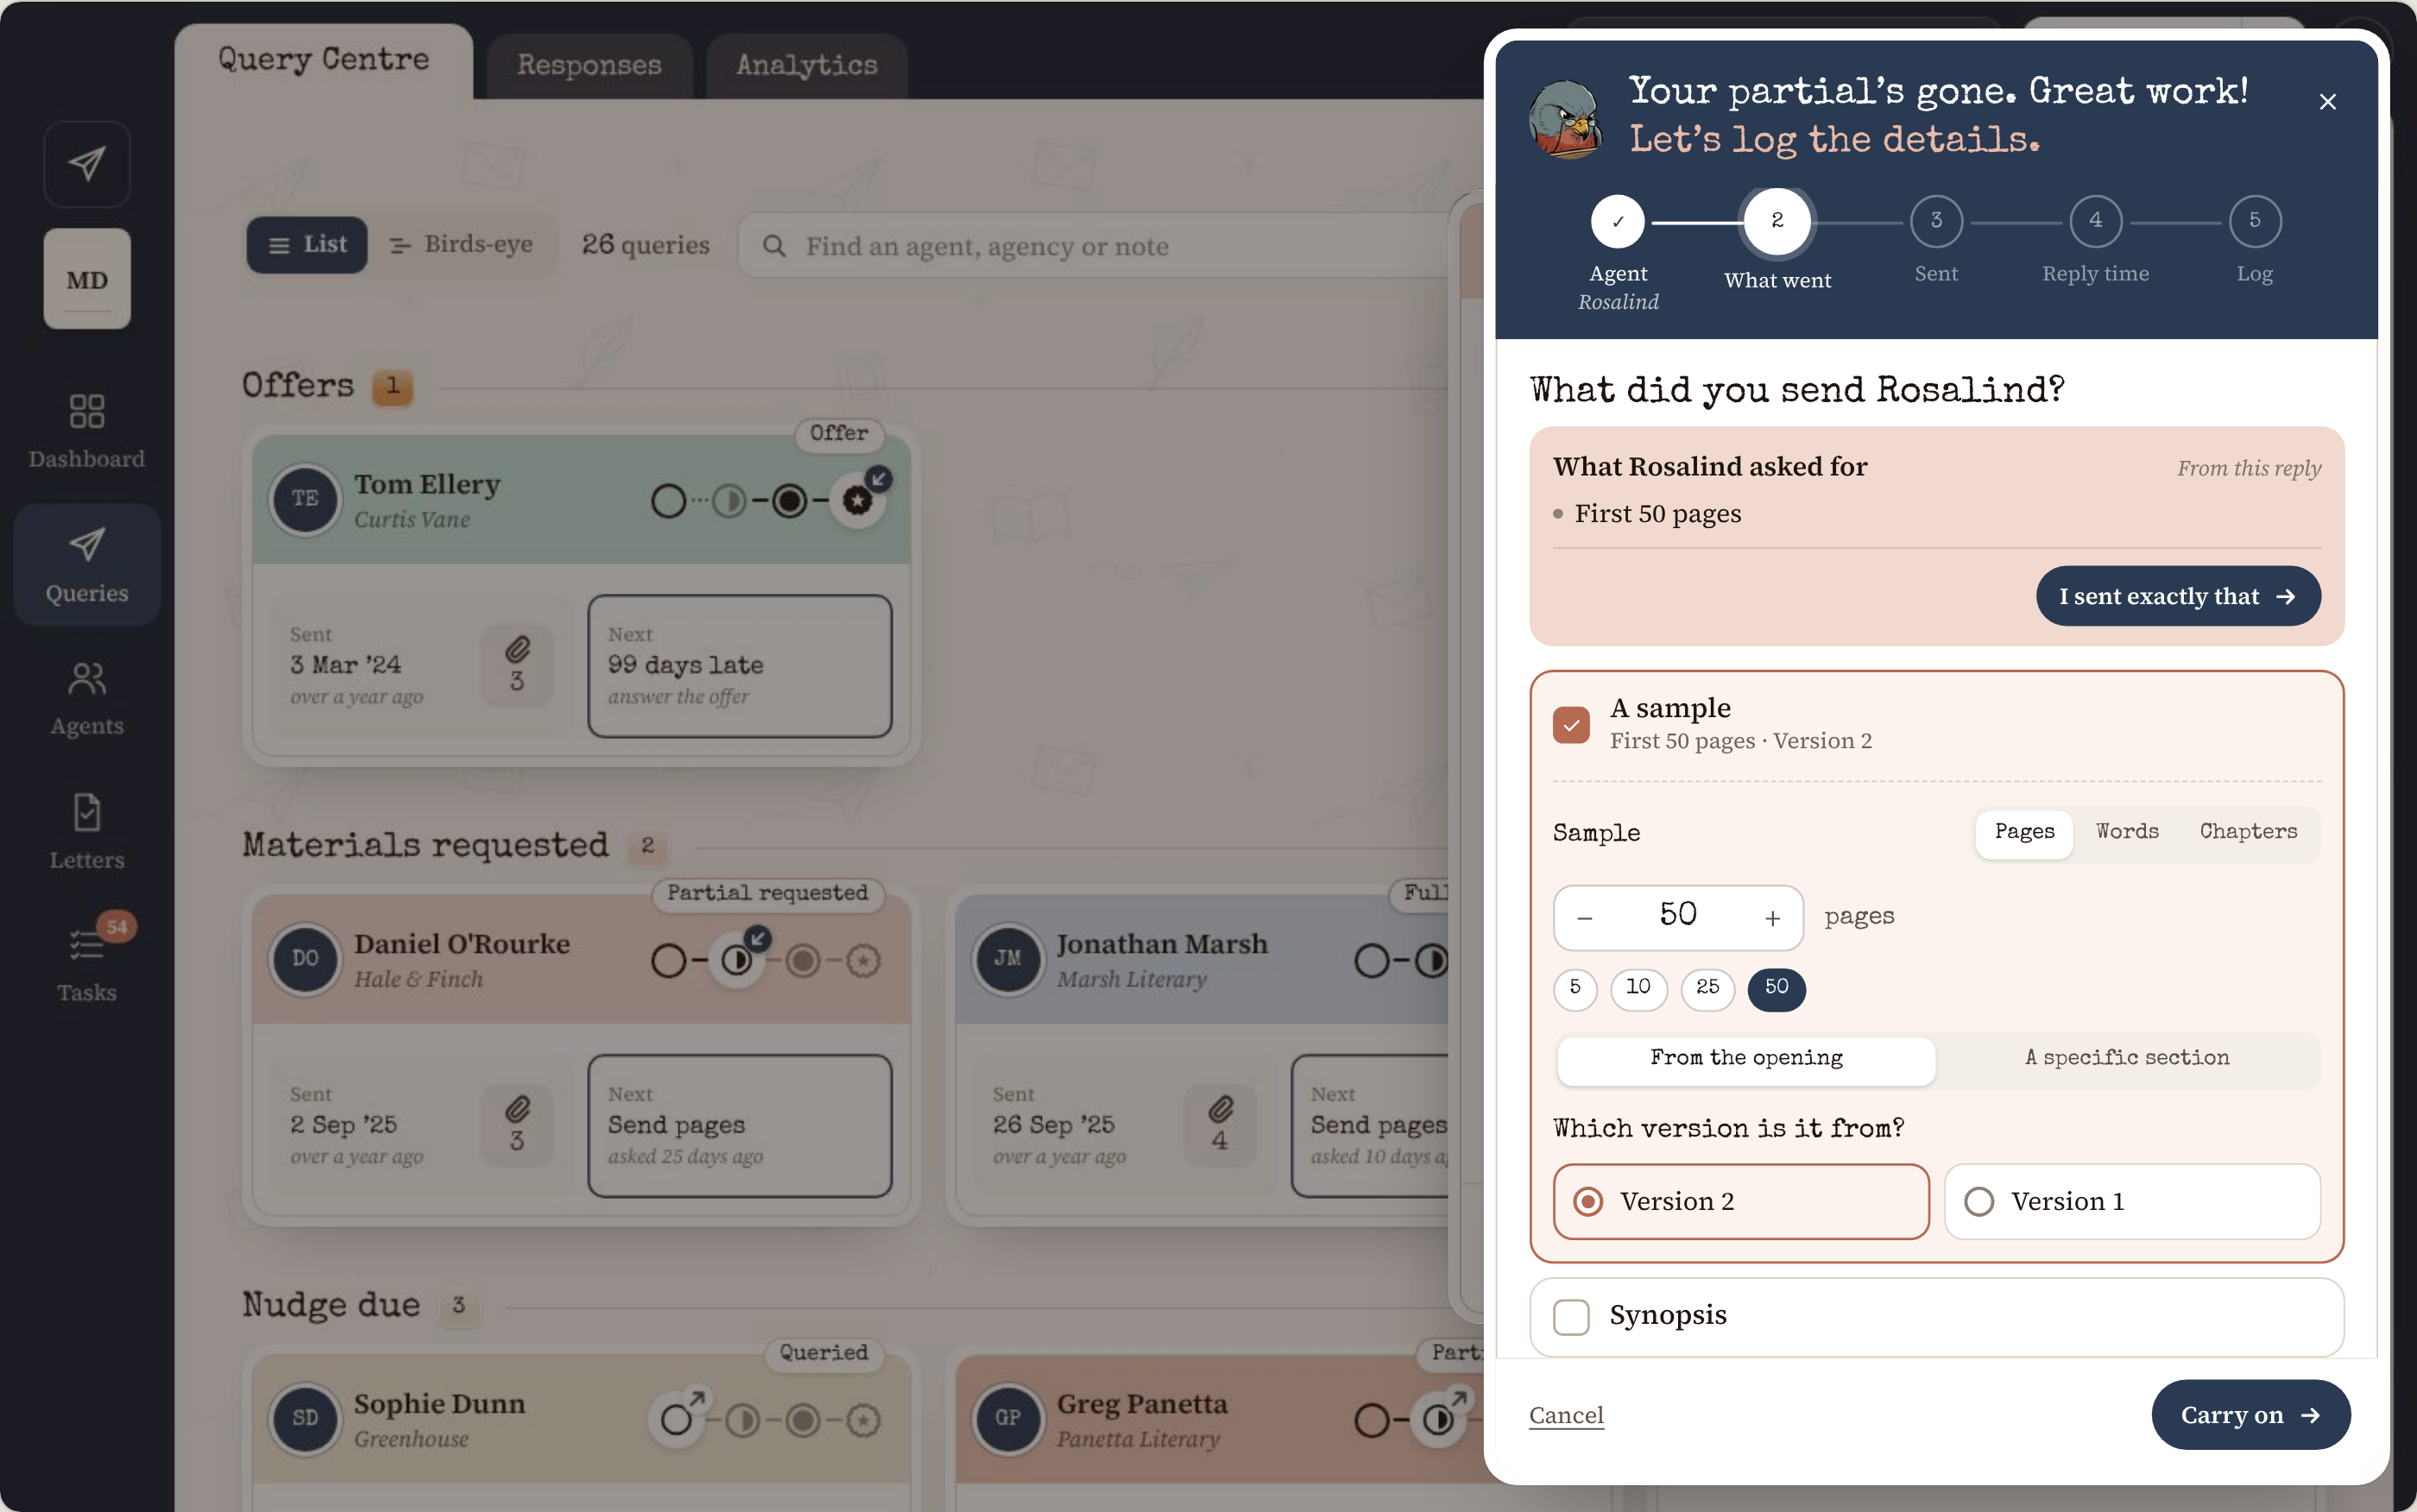 Query Centre
Responses
Analytics
MD
Dashboard
Queries
Agents
Letters
54
Tasks
List
Birds-eye
26 queries
Find an agent, agency or note
Offers 1
Offer
TE
Tom Ellery
Curtis Vane
Sent
3 Mar ’24
over a year ago
3
Next
99 days late
answer the offer
Materials requested 2
Partial requested
DO
Daniel O'Rourke
Hale & Finch
Sent
2 Sep ’25
over a year ago
3
Next
Send pages
asked 25 days ago
Full
JM
Jonathan Marsh
Marsh Literary
Sent
26 Sep ’25
over a year ago
4
Next
Send pages
asked 10 days a
Nudge due 3
Queried
SD
Sophie Dunn
Greenhouse
Part
GP
Greg Panetta
Panetta Literary
Your partial’s gone. Great work!
Let’s log the details.
✓
2
3
4
5
Agent
Rosalind
What went
Sent
Reply time
Log
What did you send Rosalind?
What Rosalind asked for
From this reply
First 50 pages
I sent exactly that →
A sample
First 50 pages · Version 2
Sample
Pages
Words
Chapters
− 50 + pages
5
10
25
50
From the opening
A specific section
Which version is it from?
Version 2
Version 1
Synopsis
Cancel
Carry on →